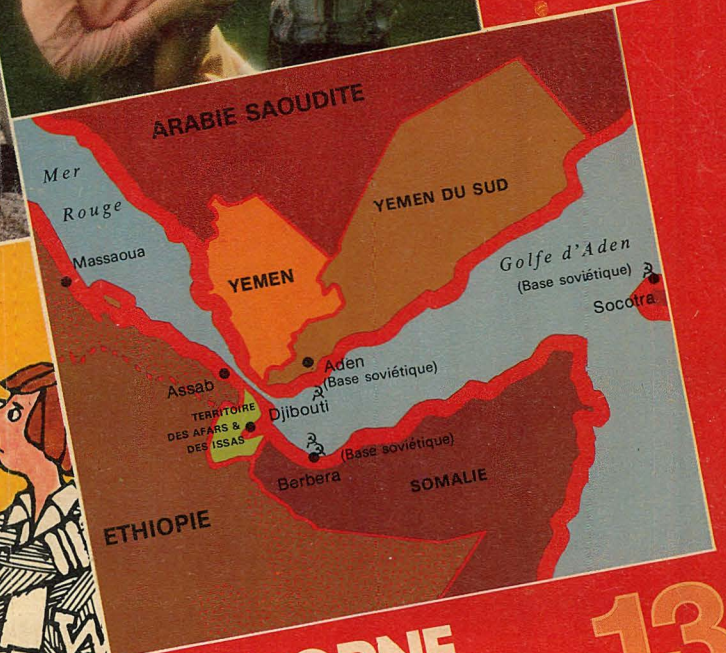 ARABIE SAOUDITE
Mer
Rouge
YEMEN DU SUD
Massaoua
Golfe d'Aden
(Base soviétique)
YEMEN
Socotra
Aden
(Base soviétique)
Assab
TERRITOIRE
DES AFARS &
DES ISSAS
Djibouti
(Base soviétique)
Barbera
SOMALIE
ETHIOPIE
13